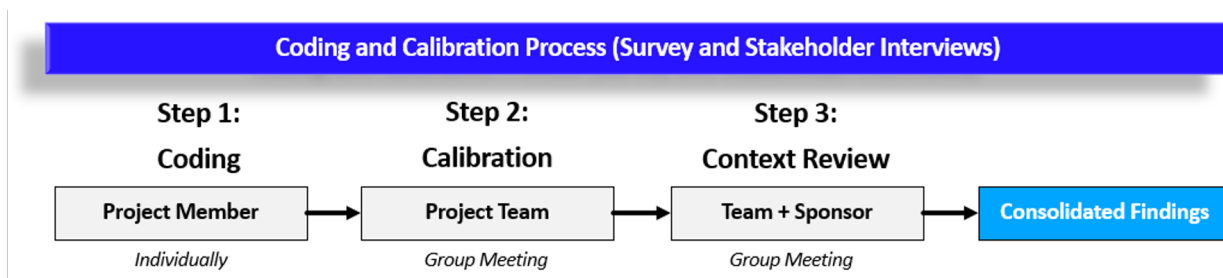 Coding and Calibration Process (Survey and Stakeholder Interviews)
Step 1:
Coding
Step 2:
Calibration
Step 3:
Context Review
Project Member
Project Team
Team + Sponsor
Consolidated Findings
Individually
Group Meeting
Group Meeting